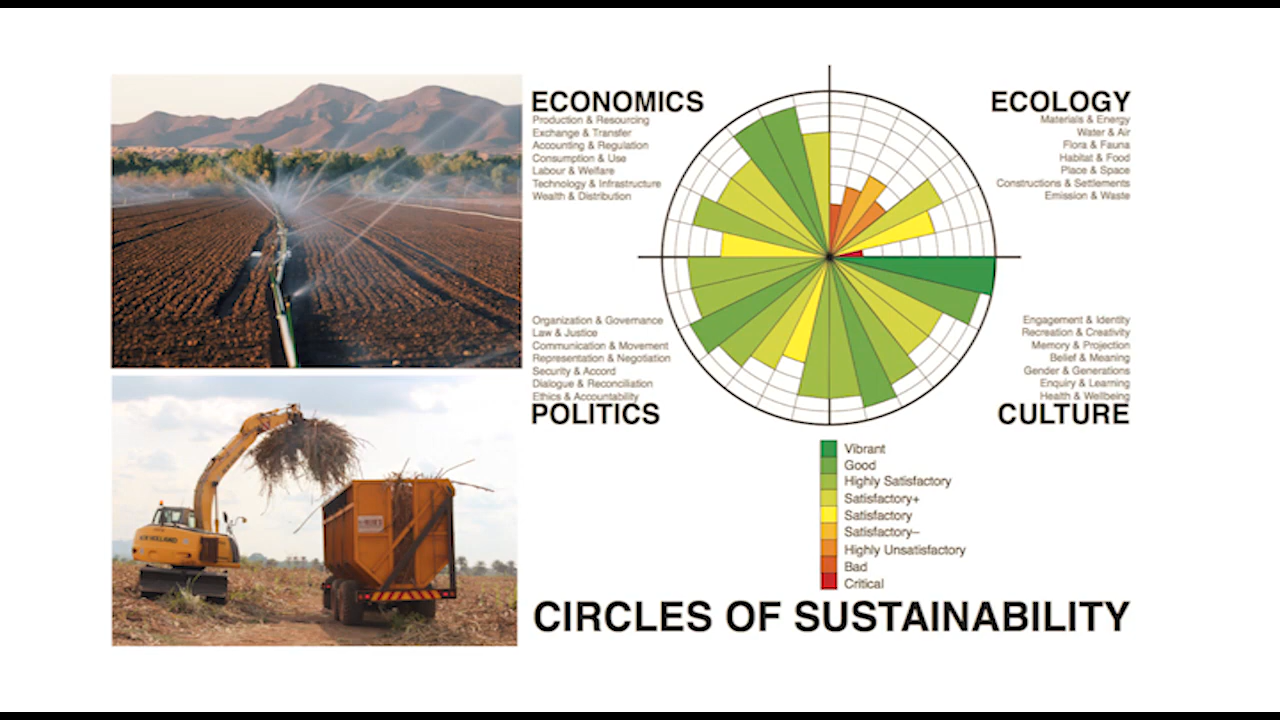 ECONOMICS
Production & Resourcing
Exchange & Transfer
Accounting & Regulation
Consumption & Use
Labour & Welfare
Technology & Infrastructure
Wealth & Distribution
ECOLOGY
Materials & Energy
Water & Air
Flora & Fauna
Habitat & Food
Place & Space
Constructions & Settlements
Emission & Waste
Organization & Governance
Law & Justice
Communication & Movement
Representation & Negotiation
Security & Accord
Dialogue & Reconciliation
Ethics & Accountability
POLITICS
Engagement & Identity
Recreation & Creativity
Memory & Projection
Belief & Meaning
Gender & Generations
Enquiry & Learning
Health & Wellbeing
CULTURE
Vibrant
Good
Highly Satisfactory
Satisfactory+
Satisfactory
Satisfactory–
Highly Unsatisfactory
Bad
Critical
CIRCLES OF SUSTAINABILITY